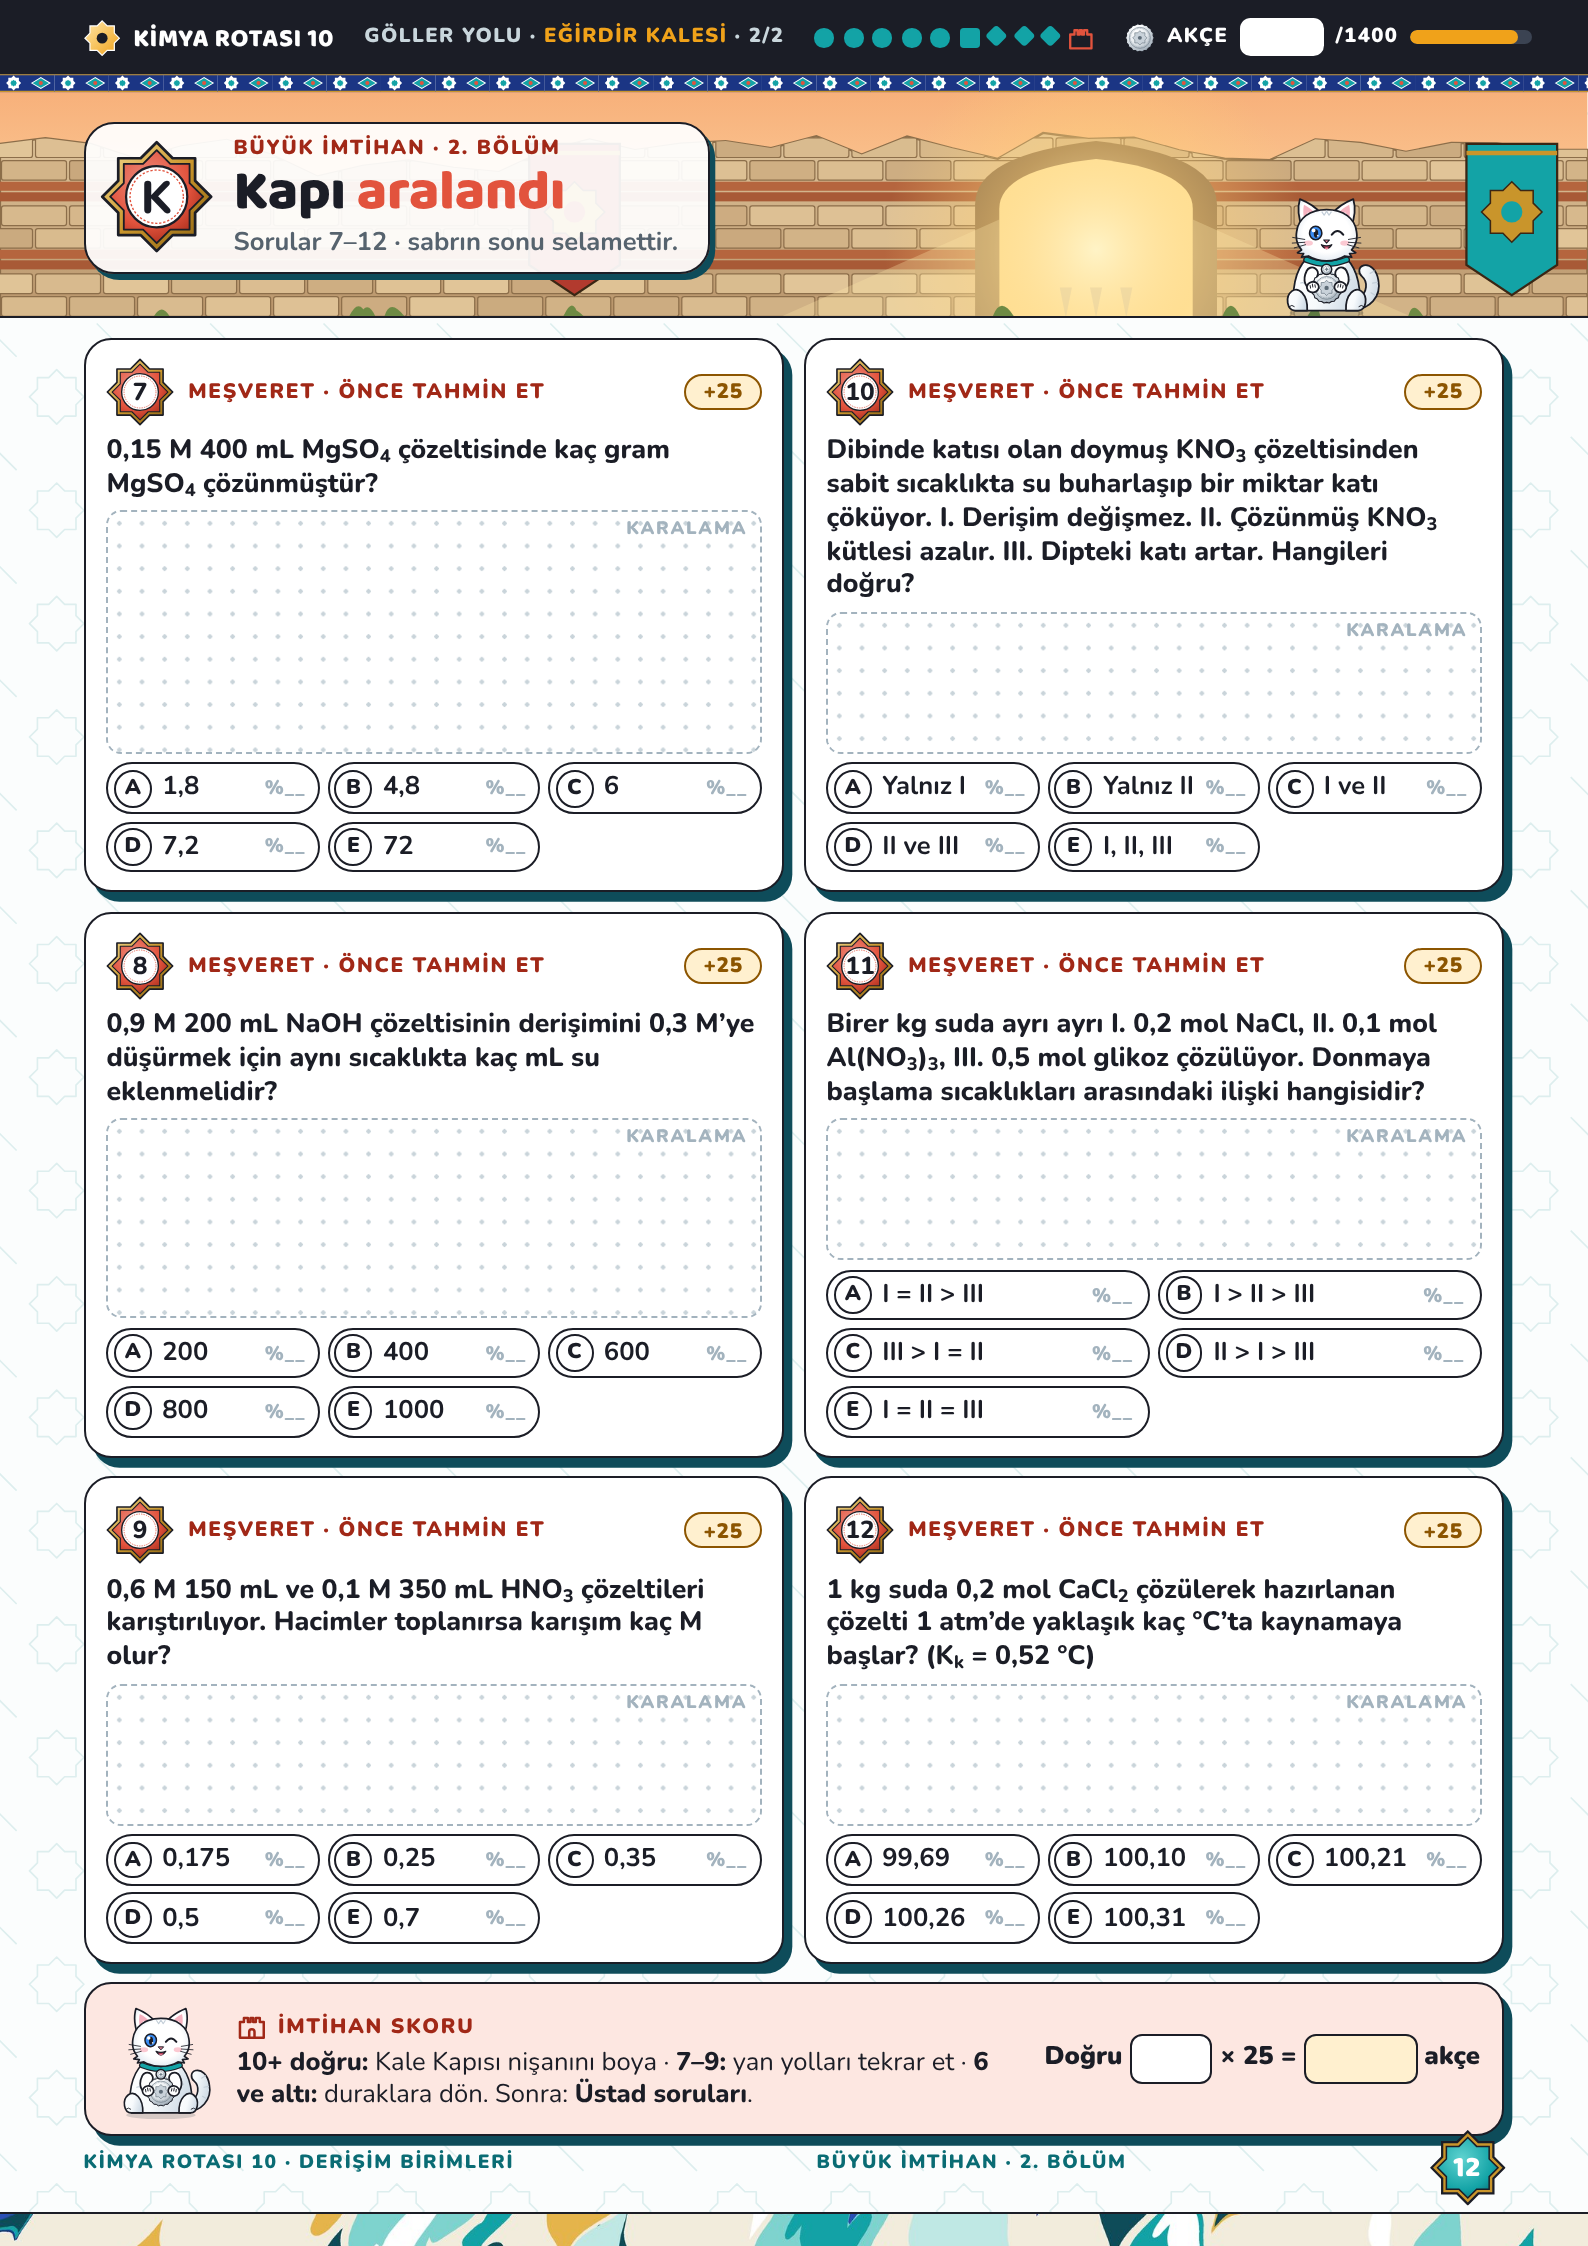 KİMYA ROTASI 10 GÖLLER YOLU · EĞİRDİR KALESİ · 2/2 AKÇE /1400
BÜYÜK İMTİHAN · 2. BÖLÜM
K
Kapı aralandı
Sorular 7–12 · sabrın sonu selamettir.
7 MEŞVERET · ÖNCE TAHMİN ET +25
0,15 M 400 mL MgSO₄ çözeltisinde kaç gram
MgSO₄ çözünmüştür?
KARALAMA
A 1,8 %__ B 4,8 %__ C 6 %__
D 7,2 %__ E 72 %__
8 MEŞVERET · ÖNCE TAHMİN ET +25
0,9 M 200 mL NaOH çözeltisinin derişimini 0,3 M’ye
düşürmek için aynı sıcaklıkta kaç mL su
eklenmelidir?
KARALAMA
A 200 %__ B 400 %__ C 600 %__
D 800 %__ E 1000 %__
9 MEŞVERET · ÖNCE TAHMİN ET +25
0,6 M 150 mL ve 0,1 M 350 mL HNO₃ çözeltileri
karıştırılıyor. Hacimler toplanırsa karışım kaç M
olur?
KARALAMA
A 0,175 %__ B 0,25 %__ C 0,35 %__
D 0,5 %__ E 0,7 %__
10 MEŞVERET · ÖNCE TAHMİN ET +25
Dibinde katısı olan doymuş KNO₃ çözeltisinden
sabit sıcaklıkta su buharlaşıp bir miktar katı
çöküyor. I. Derişim değişmez. II. Çözünmüş KNO₃
kütlesi azalır. III. Dipteki katı artar. Hangileri
doğru?
KARALAMA
A Yalnız I %__ B Yalnız II %__ C I ve II %__
D II ve III %__ E I, II, III %__
11 MEŞVERET · ÖNCE TAHMİN ET +25
Birer kg suda ayrı ayrı I. 0,2 mol NaCl, II. 0,1 mol
Al(NO₃)₃, III. 0,5 mol glikoz çözülüyor. Donmaya
başlama sıcaklıkları arasındaki ilişki hangisidir?
KARALAMA
A I = II > III %__ B I > II > III %__
C III > I = II %__ D II > I > III %__
E I = II = III %__
12 MEŞVERET · ÖNCE TAHMİN ET +25
1 kg suda 0,2 mol CaCl₂ çözülerek hazırlanan
çözelti 1 atm’de yaklaşık kaç °C’ta kaynamaya
başlar? (Kₖ = 0,52 °C)
KARALAMA
A 99,69 %__ B 100,10 %__ C 100,21 %__
D 100,26 %__ E 100,31 %__
İMTİHAN SKORU
10+ doğru: Kale Kapısı nişanını boya · 7–9: yan yolları tekrar et · 6
ve altı: duraklara dön. Sonra: Üstad soruları.
Doğru × 25 = akçe
KİMYA ROTASI 10 · DERİŞİM BİRİMLERİ BÜYÜK İMTİHAN · 2. BÖLÜM 12